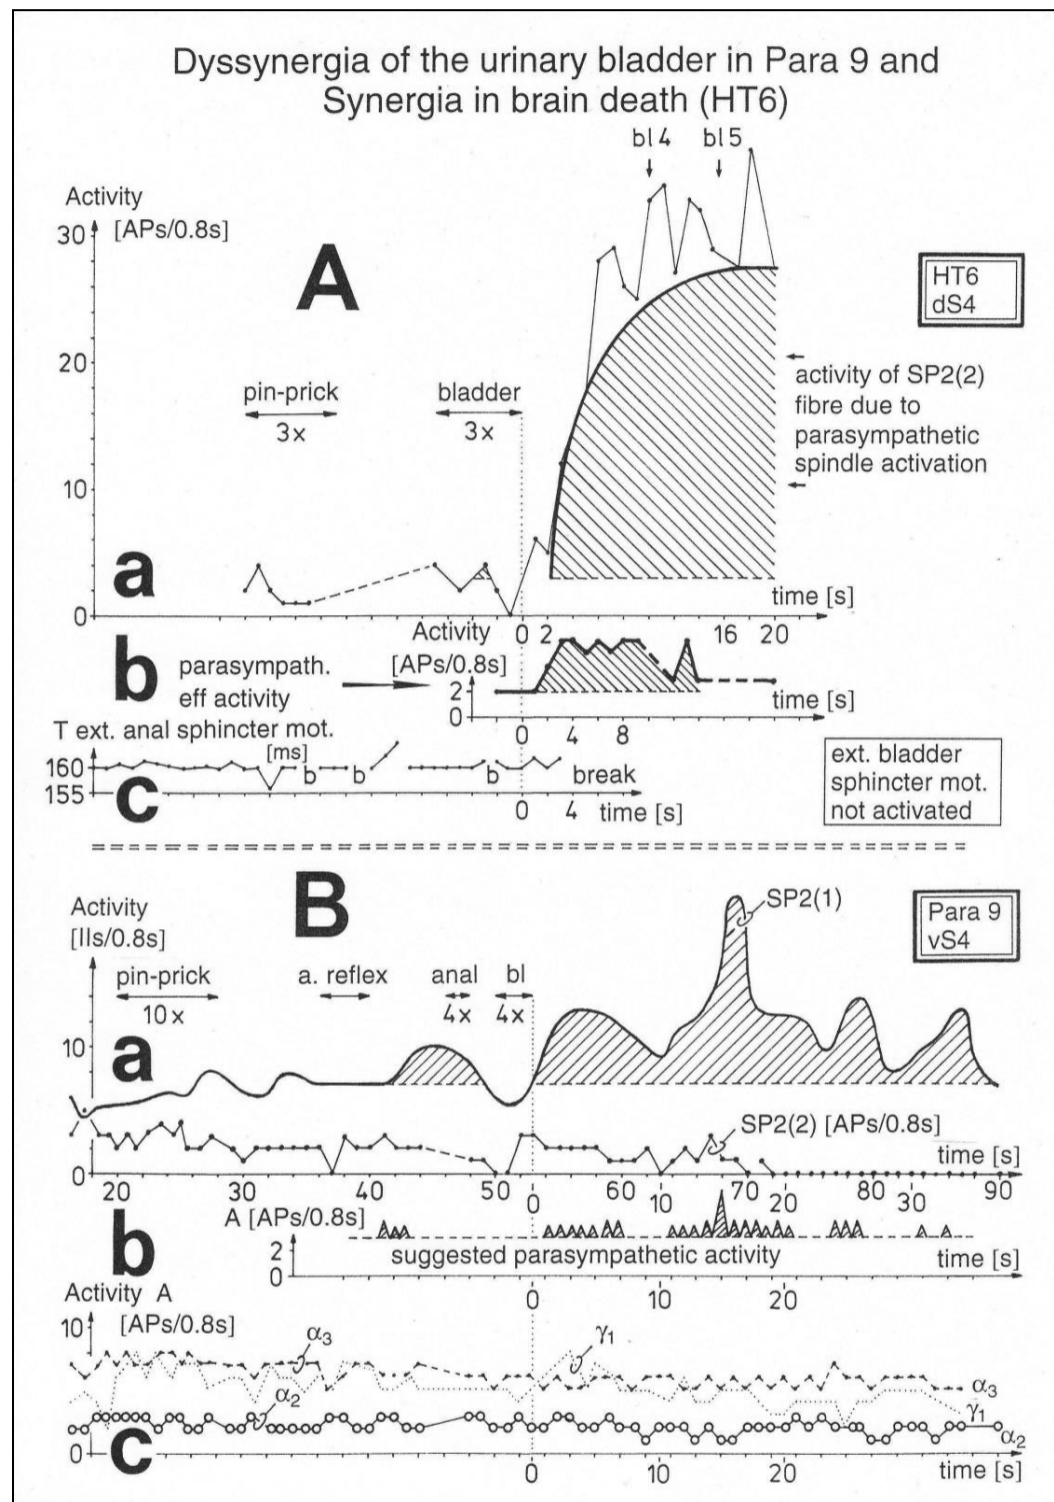 Dyssynergia of the urinary bladder in Para 9 and
Synergia in brain death (HT6)
bl 4 bl 5
Activity
[APs/0.8s]
30
A
HT6
dS4
20
activity of SP2(2)
fibre due to
parasympathetic
spindle activation
pin-prick
3x
bladder
3x
10
a
0
time [s]
0 2 16 20
b
parasympath.
eff activity
Activity
[APs/0.8s]
2
0
time [s]
0 4 8
T ext. anal sphincter mot.
[ms]
160
155
b b b break
c
0 4 time [s]
ext. bladder
sphincter mot.
not activated
B
Activity
[IIs/0.8s]
SP2(1)
Para 9
vS4
pin-prick
10x
a. reflex
anal
4x
bl
4x
10
a
SP2(2) [APs/0.8s]
0
time [s]
20 30 40 50 0 60 10 70 20 80 30 90
b
A [APs/0.8s]
2
0
suggested parasympathetic activity
time [s]
0 10 20
Activity A
[APs/0.8s]
10
α3
γ1
α2
α3
γ1
α2
c
0
0 10 20 time [s]